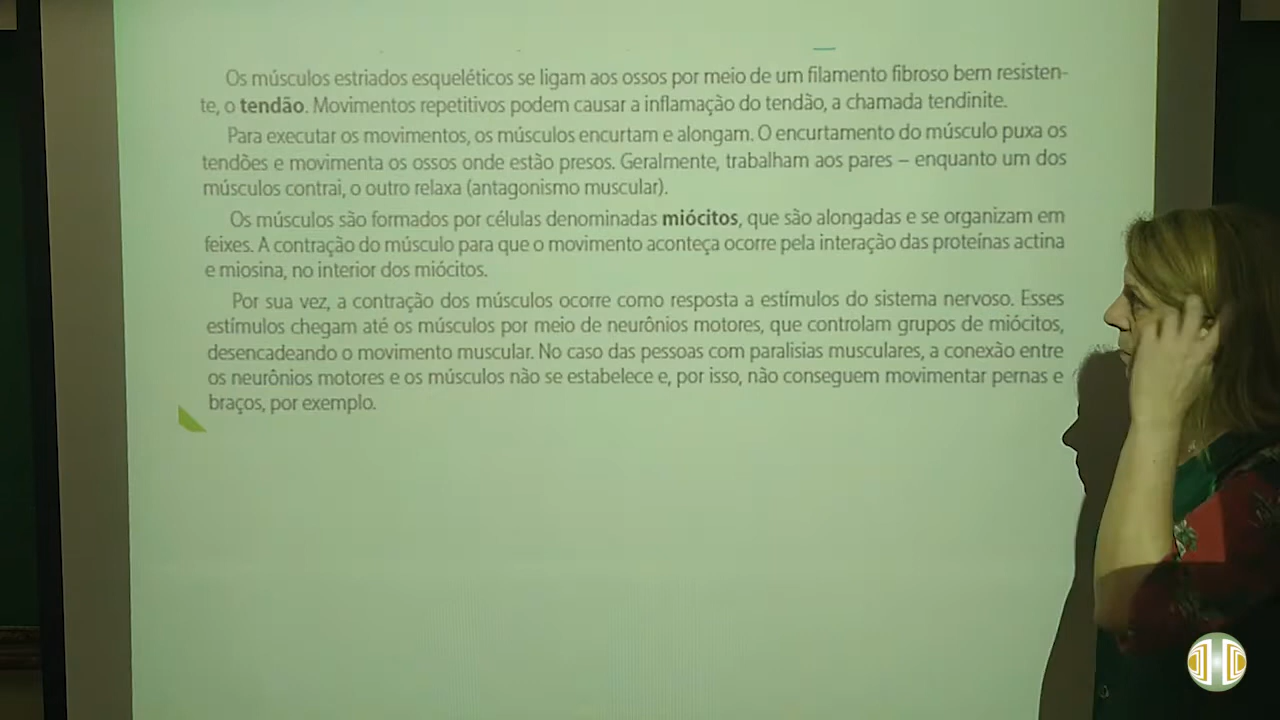 Os músculos estriados esqueléticos se ligam aos ossos por meio de um filamento fibroso bem resisten-
te, o tendão. Movimentos repetitivos podem causar a inflamação do tendão, a chamada tendinite.
Para executar os movimentos, os músculos encurtam e alongam. O encurtamento do músculo puxa os
tendões e movimenta os ossos onde estão presos. Geralmente, trabalham aos pares – enquanto um dos
músculos contrai, o outro relaxa (antagonismo muscular).
Os músculos são formados por células denominadas miócitos, que são alongadas e se organizam em
feixes. A contração do músculo para que o movimento aconteça ocorre pela interação das proteínas actina
e miosina, no interior dos miócitos.
Por sua vez, a contração dos músculos ocorre como resposta a estímulos do sistema nervoso. Esses
estímulos chegam até os músculos por meio de neurônios motores, que controlam grupos de miócitos,
desencadeando o movimento muscular. No caso das pessoas com paralisias musculares, a conexão entre
os neurônios motores e os músculos não se estabelece e, por isso, não conseguem movimentar pernas e
braços, por exemplo.